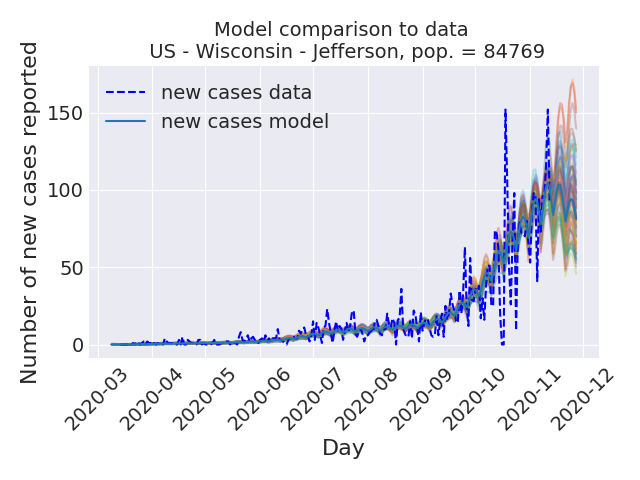 Model comparison to data
US - Wisconsin - Jefferson, pop. = 84769
Number of new cases reported
150
100
50
0
new cases data
new cases model
2020-03
2020-04
2020-05
2020-06
2020-07
2020-08
2020-09
2020-10
2020-11
2020-12
Day